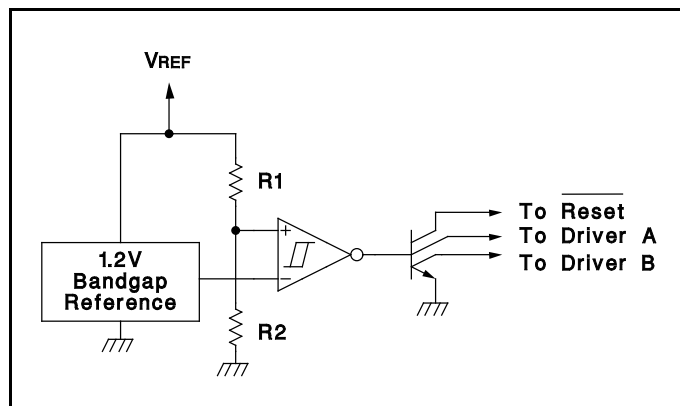 VREF
R1
To Reset
To Driver A
To Driver B
1.2V
Bandgap
Reference
+
−
R2